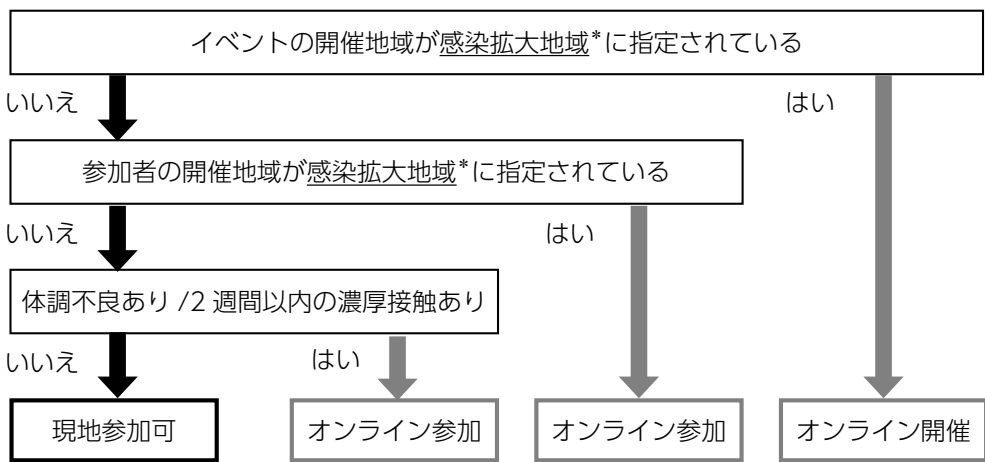 イベントの開催地域が感染拡大地域*に指定されている
いいえ
はい
参加者の開催地域が感染拡大地域*に指定されている
いいえ
はい
体調不良あり /2 週間以内の濃厚接触あり
いいえ
はい
現地参加可
オンライン参加
オンライン参加
オンライン開催